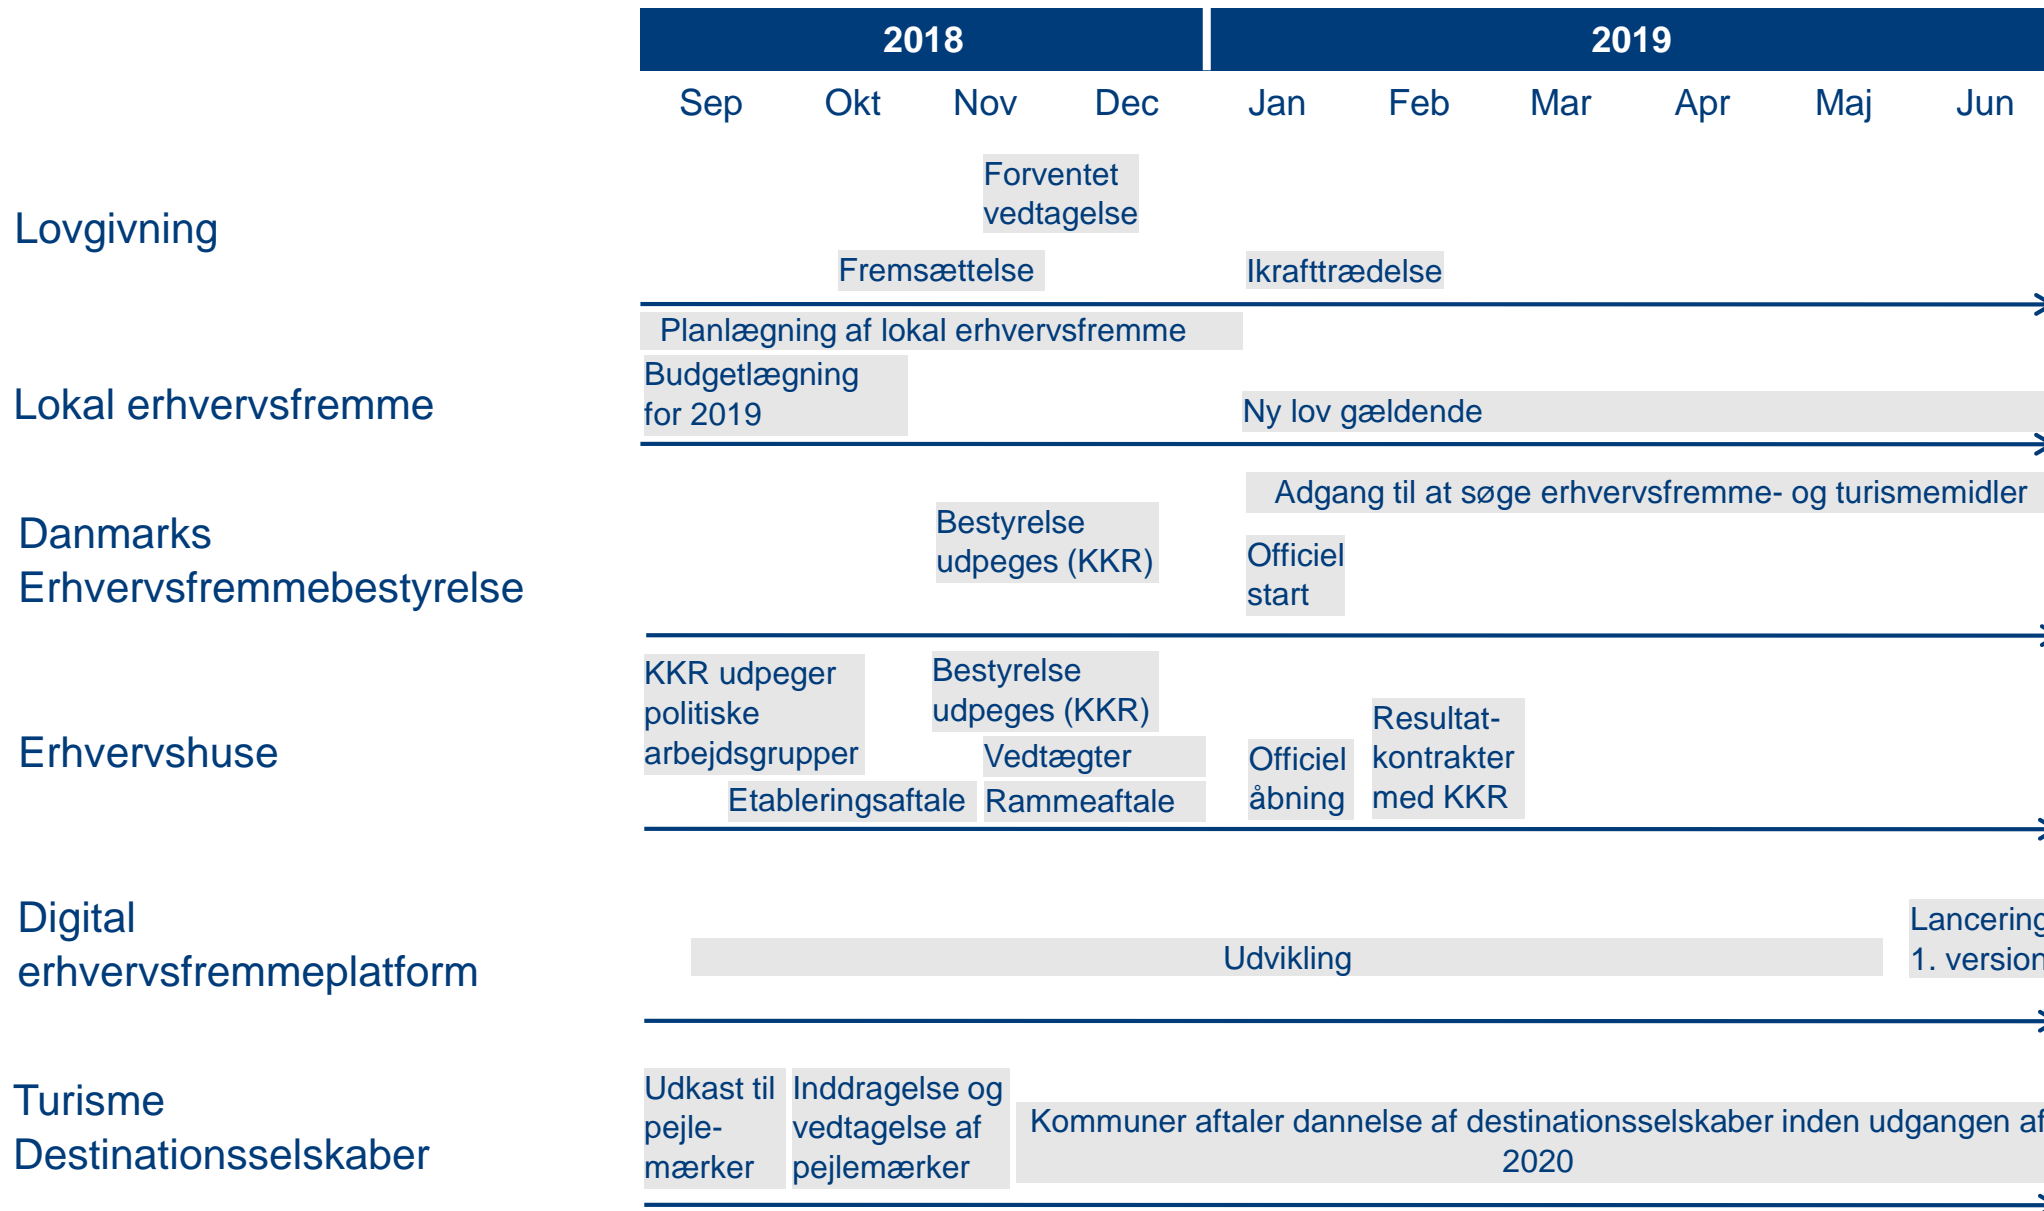 2018
2019
Sep Okt Nov Dec Jan Feb Mar Apr Maj Jun
Lovgivning
Forventet
vedtagelse
Fremsættelse
Ikrafttrædelse
Lokal erhvervsfremme
Planlægning af lokal erhvervsfremme
Budgetlægning
for 2019
Ny lov gældende
Danmarks
Erhvervsfremmebestyrelse
Adgang til at søge erhvervsfremme- og turismemidler
Bestyrelse
udpeges (KKR)
Officiel
start
Erhvervshuse
KKR udpeger
politiske
arbejdsgrupper
Etableringsaftale
Bestyrelse
udpeges (KKR)
Vedtægter
Rammeaftale
Officiel
åbning
Resultat-
kontrakter
med KKR
Digital
erhvervsfremmeplatform
Udvikling
Lancering
1. version
Turisme
Destinationsselskaber
Udkast til
pejle-
mærker
Inddragelse og
vedtagelse af
pejlemærker
Kommuner aftaler dannelse af destinationsselskaber inden udgangen af
2020